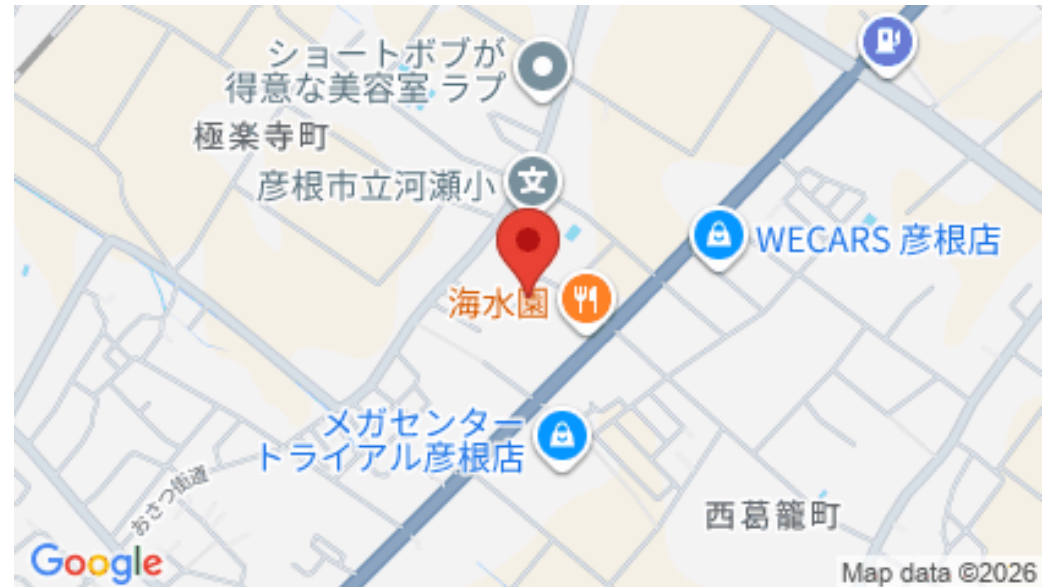 ショートボブが
得意な美容室 ラプ
極楽寺町
彦根市立河瀬小
WECARS 彦根店
海水園
メガセンター
トライアル彦根店
おさつ街道
西葛籠町
Google
Map data ©2026